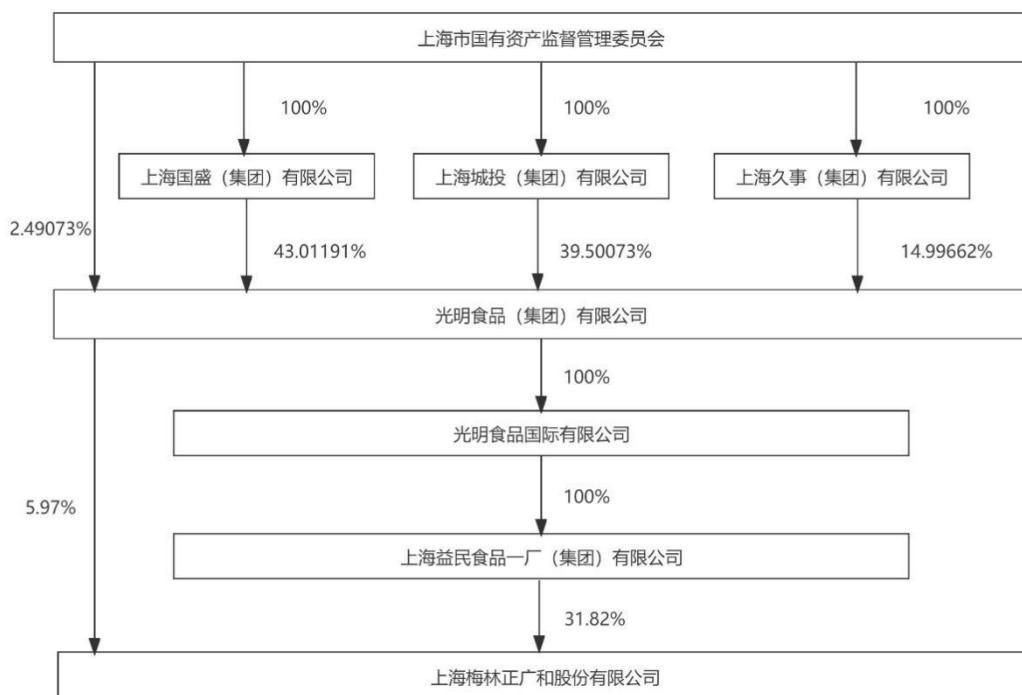 上海市国有资产监督管理委员会
100%
100%
100%
上海国盛（集团）有限公司
上海城投（集团）有限公司
上海久事（集团）有限公司
2.49073%
43.01191%
39.50073%
14.99662%
光明食品（集团）有限公司
100%
光明食品国际有限公司
5.97%
100%
上海益民食品一厂（集团）有限公司
31.82%
上海梅林正广和股份有限公司